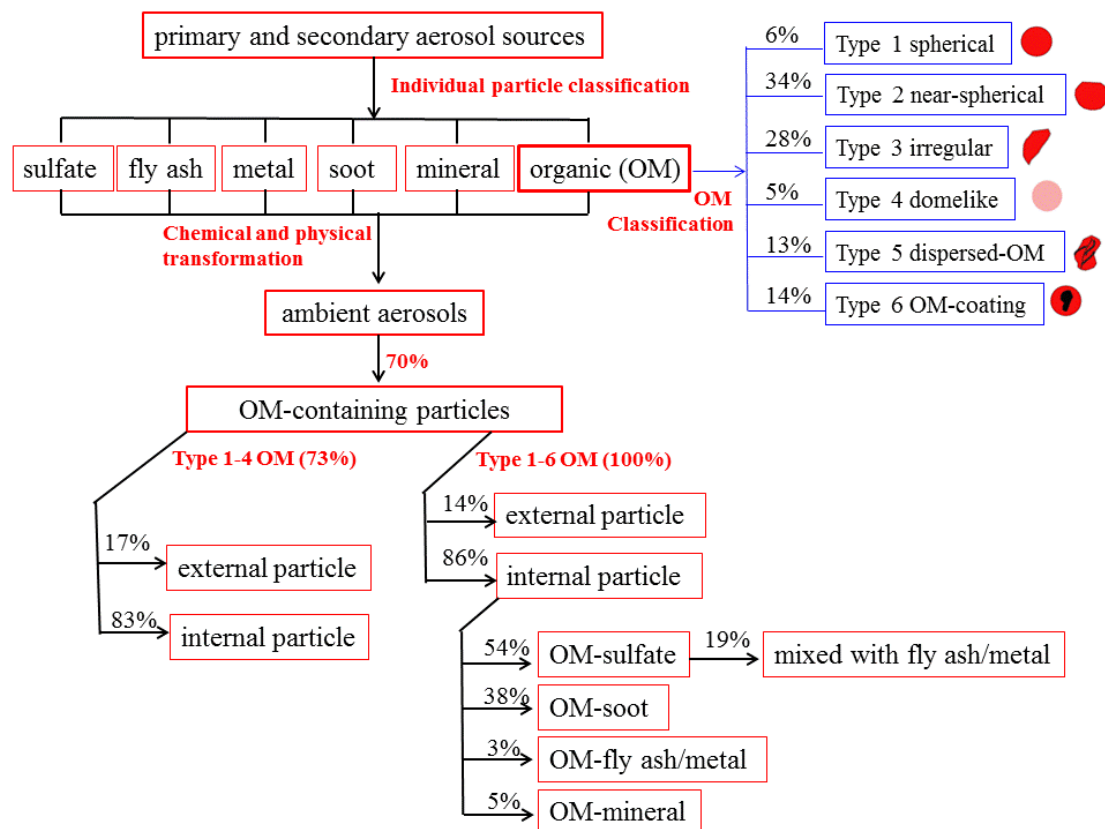 primary and secondary aerosol sources
Individual particle classification
sulfate
fly ash
metal
soot
mineral
organic (OM)
OM
Classification
6%
Type 1 spherical
34%
Type 2 near-spherical
28%
Type 3 irregular
5%
Type 4 domelike
13%
Type 5 dispersed-OM
14%
Type 6 OM-coating
Chemical and physical
transformation
ambient aerosols
70%
OM-containing particles
Type 1-4 OM (73%)
17%
external particle
83%
internal particle
Type 1-6 OM (100%)
14%
external particle
86%
internal particle
54%
OM-sulfate
19%
mixed with fly ash/metal
38%
OM-soot
3%
OM-fly ash/metal
5%
OM-mineral